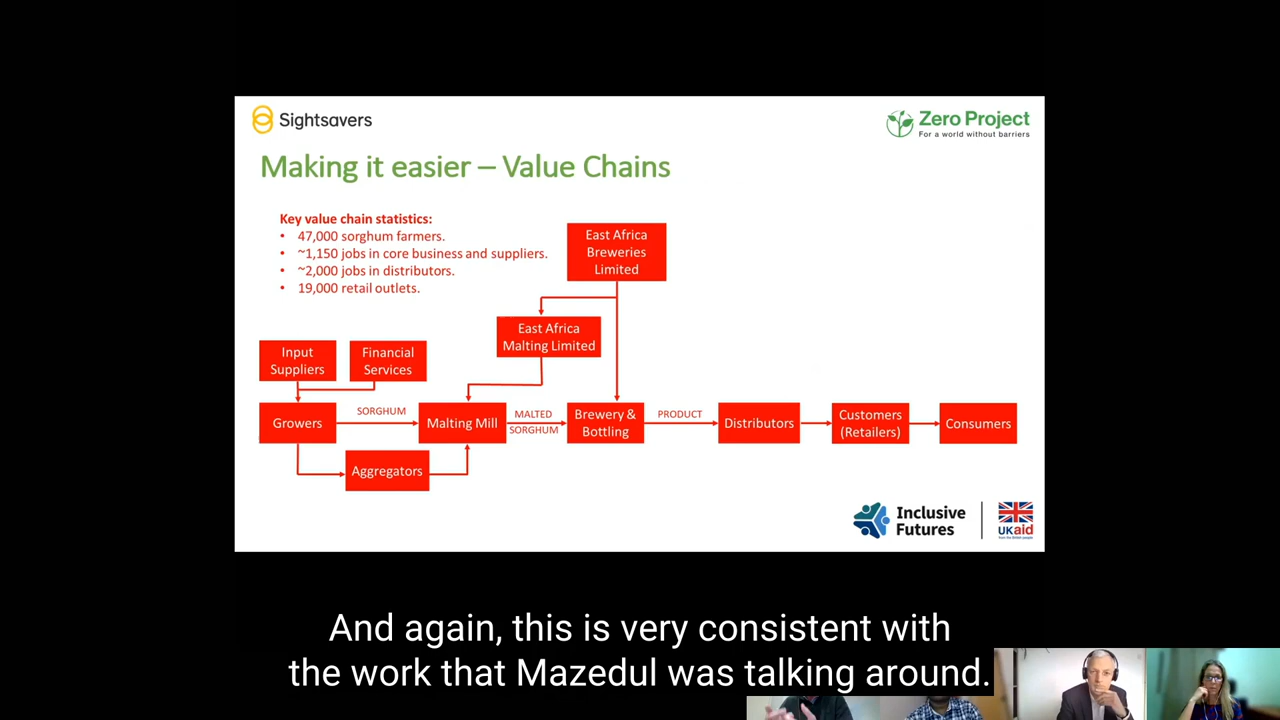 Sightsavers
Zero Project
For a world without barriers
Making it easier – Value Chains
Key value chain statistics:
• 47,000 sorghum farmers.
• ~1,150 jobs in core business and suppliers.
• ~2,000 jobs in distributors.
• 19,000 retail outlets.
East Africa
Breweries
Limited
East Africa
Malting Limited
Input
Suppliers
Financial
Services
Growers
SORGHUM
Malting Mill
MALTED
SORGHUM
Brewery &
Bottling
PRODUCT
Distributors
Customers
(Retailers)
Consumers
Aggregators
Inclusive
Futures
UKaid
from the British people
And again, this is very consistent with
the work that Mazedul was talking around.